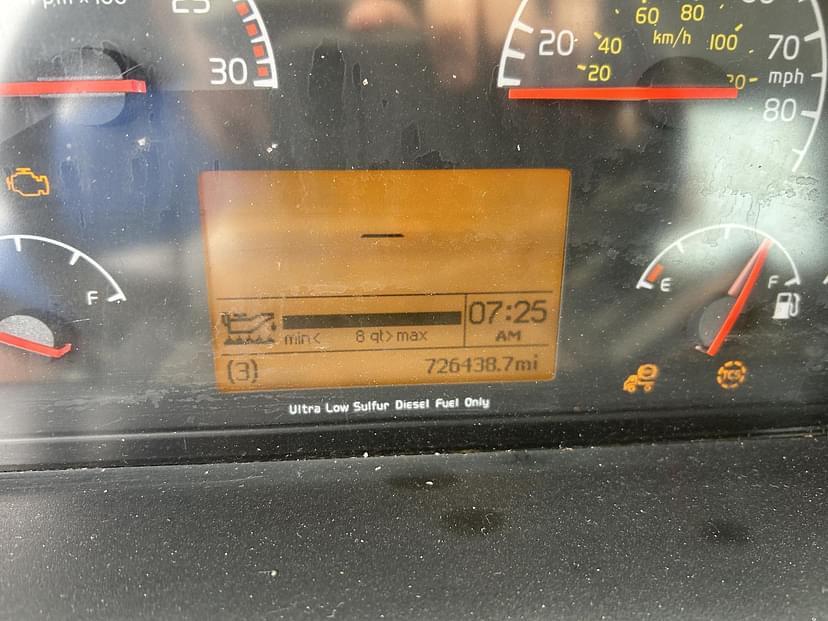 25
30
60 80
20 40 km/h 100 70
20 mph
80
E F
F
07:25
min< 8 qt>max AM
(3) 726438.7mi
TCS
Ultra Low Sulfur Diesel Fuel Only